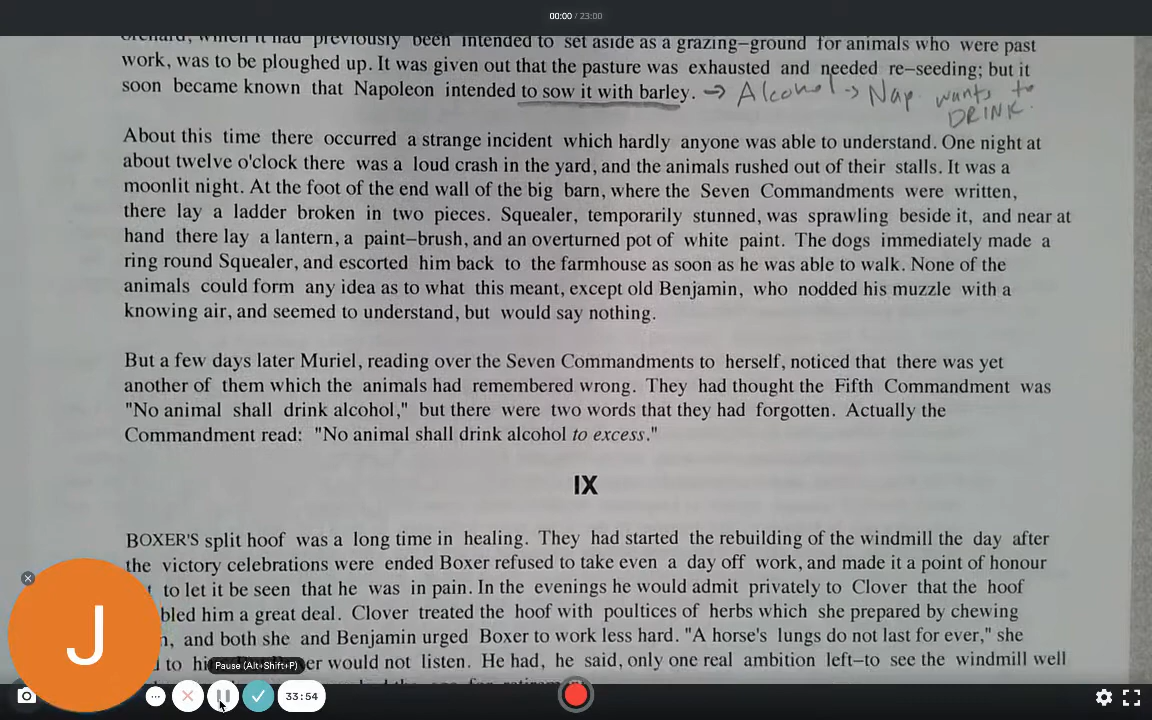 00:00 / 23:00
orchard, which it had previously been intended to set aside as a grazing-ground for animals who were past
work, was to be ploughed up. It was given out that the pasture was exhausted and needed re-seeding; but it
soon became known that Napoleon intended to sow it with barley. → Alcohol → Nap wants to
DRINK.
About this time there occurred a strange incident which hardly anyone was able to understand. One night at
about twelve o'clock there was a loud crash in the yard, and the animals rushed out of their stalls. It was a
moonlit night. At the foot of the end wall of the big barn, where the Seven Commandments were written,
there lay a ladder broken in two pieces. Squealer, temporarily stunned, was sprawling beside it, and near at
hand there lay a lantern, a paint-brush, and an overturned pot of white paint. The dogs immediately made a
ring round Squealer, and escorted him back to the farmhouse as soon as he was able to walk. None of the
animals could form any idea as to what this meant, except old Benjamin, who nodded his muzzle with a
knowing air, and seemed to understand, but would say nothing.
But a few days later Muriel, reading over the Seven Commandments to herself, noticed that there was yet
another of them which the animals had remembered wrong. They had thought the Fifth Commandment was
"No animal shall drink alcohol," but there were two words that they had forgotten. Actually the
Commandment read: "No animal shall drink alcohol to excess."
IX
BOXER'S split hoof was a long time in healing. They had started the rebuilding of the windmill the day after
the victory celebrations were ended Boxer refused to take even a day off work, and made it a point of honour
to let it be seen that he was in pain. In the evenings he would admit privately to Clover that the hoof
bled him a great deal. Clover treated the hoof with poultices of herbs which she prepared by chewing
and both she and Benjamin urged Boxer to work less hard. "A horse's lungs do not last for ever," she
to would not listen. He had, he said, only one real ambition left-to see the windmill well
J
Pause (Alt+Shift+P)
33:54